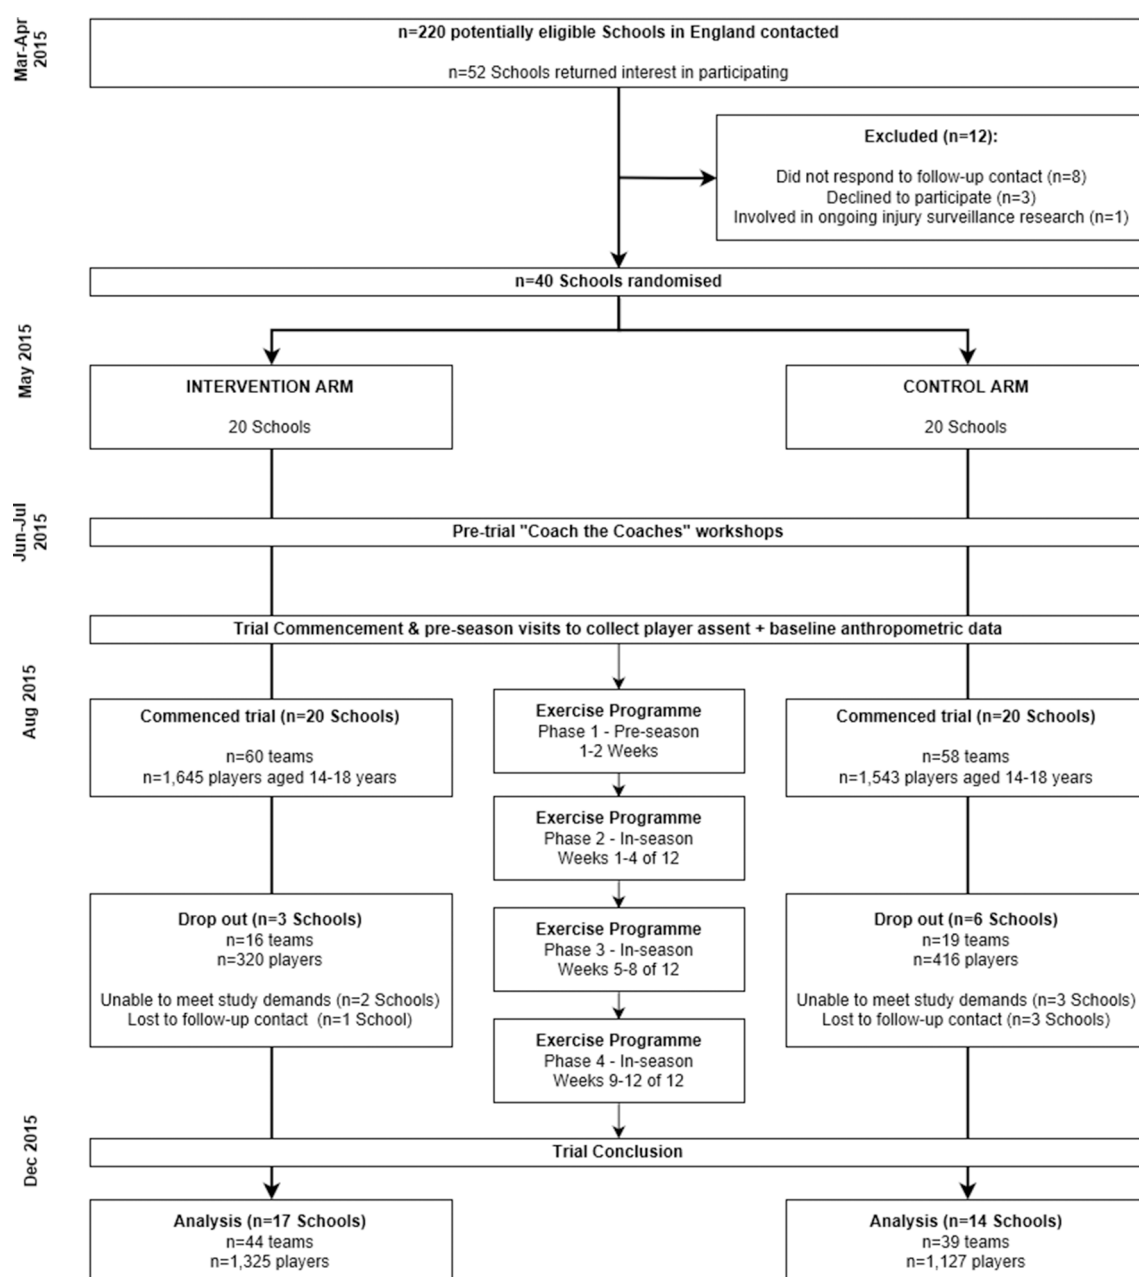 Mar-Apr
2015
n=220 potentially eligible Schools in England contacted
n=52 Schools returned interest in participating
Excluded (n=12):
Did not respond to follow-up contact (n=8)
Declined to participate (n=3)
Involved in ongoing injury surveillance research (n=1)
n=40 Schools randomised
May 2015
INTERVENTION ARM
20 Schools
CONTROL ARM
20 Schools
Jun-Jul
2015
Pre-trial "Coach the Coaches" workshops
Trial Commencement & pre-season visits to collect player assent + baseline anthropometric data
Aug 2015
Commenced trial (n=20 Schools)
n=60 teams
n=1,645 players aged 14-18 years
Exercise Programme
Phase 1 - Pre-season
1-2 Weeks
Commenced trial (n=20 Schools)
n=58 teams
n=1,543 players aged 14-18 years
Exercise Programme
Phase 2 - In-season
Weeks 1-4 of 12
Drop out (n=3 Schools)
n=16 teams
n=320 players
Unable to meet study demands (n=2 Schools)
Lost to follow-up contact (n=1 School)
Exercise Programme
Phase 3 - In-season
Weeks 5-8 of 12
Drop out (n=6 Schools)
n=19 teams
n=416 players
Unable to meet study demands (n=3 Schools)
Lost to follow-up contact (n=3 Schools)
Exercise Programme
Phase 4 - In-season
Weeks 9-12 of 12
Dec 2015
Trial Conclusion
Analysis (n=17 Schools)
n=44 teams
n=1,325 players
Analysis (n=14 Schools)
n=39 teams
n=1,127 players